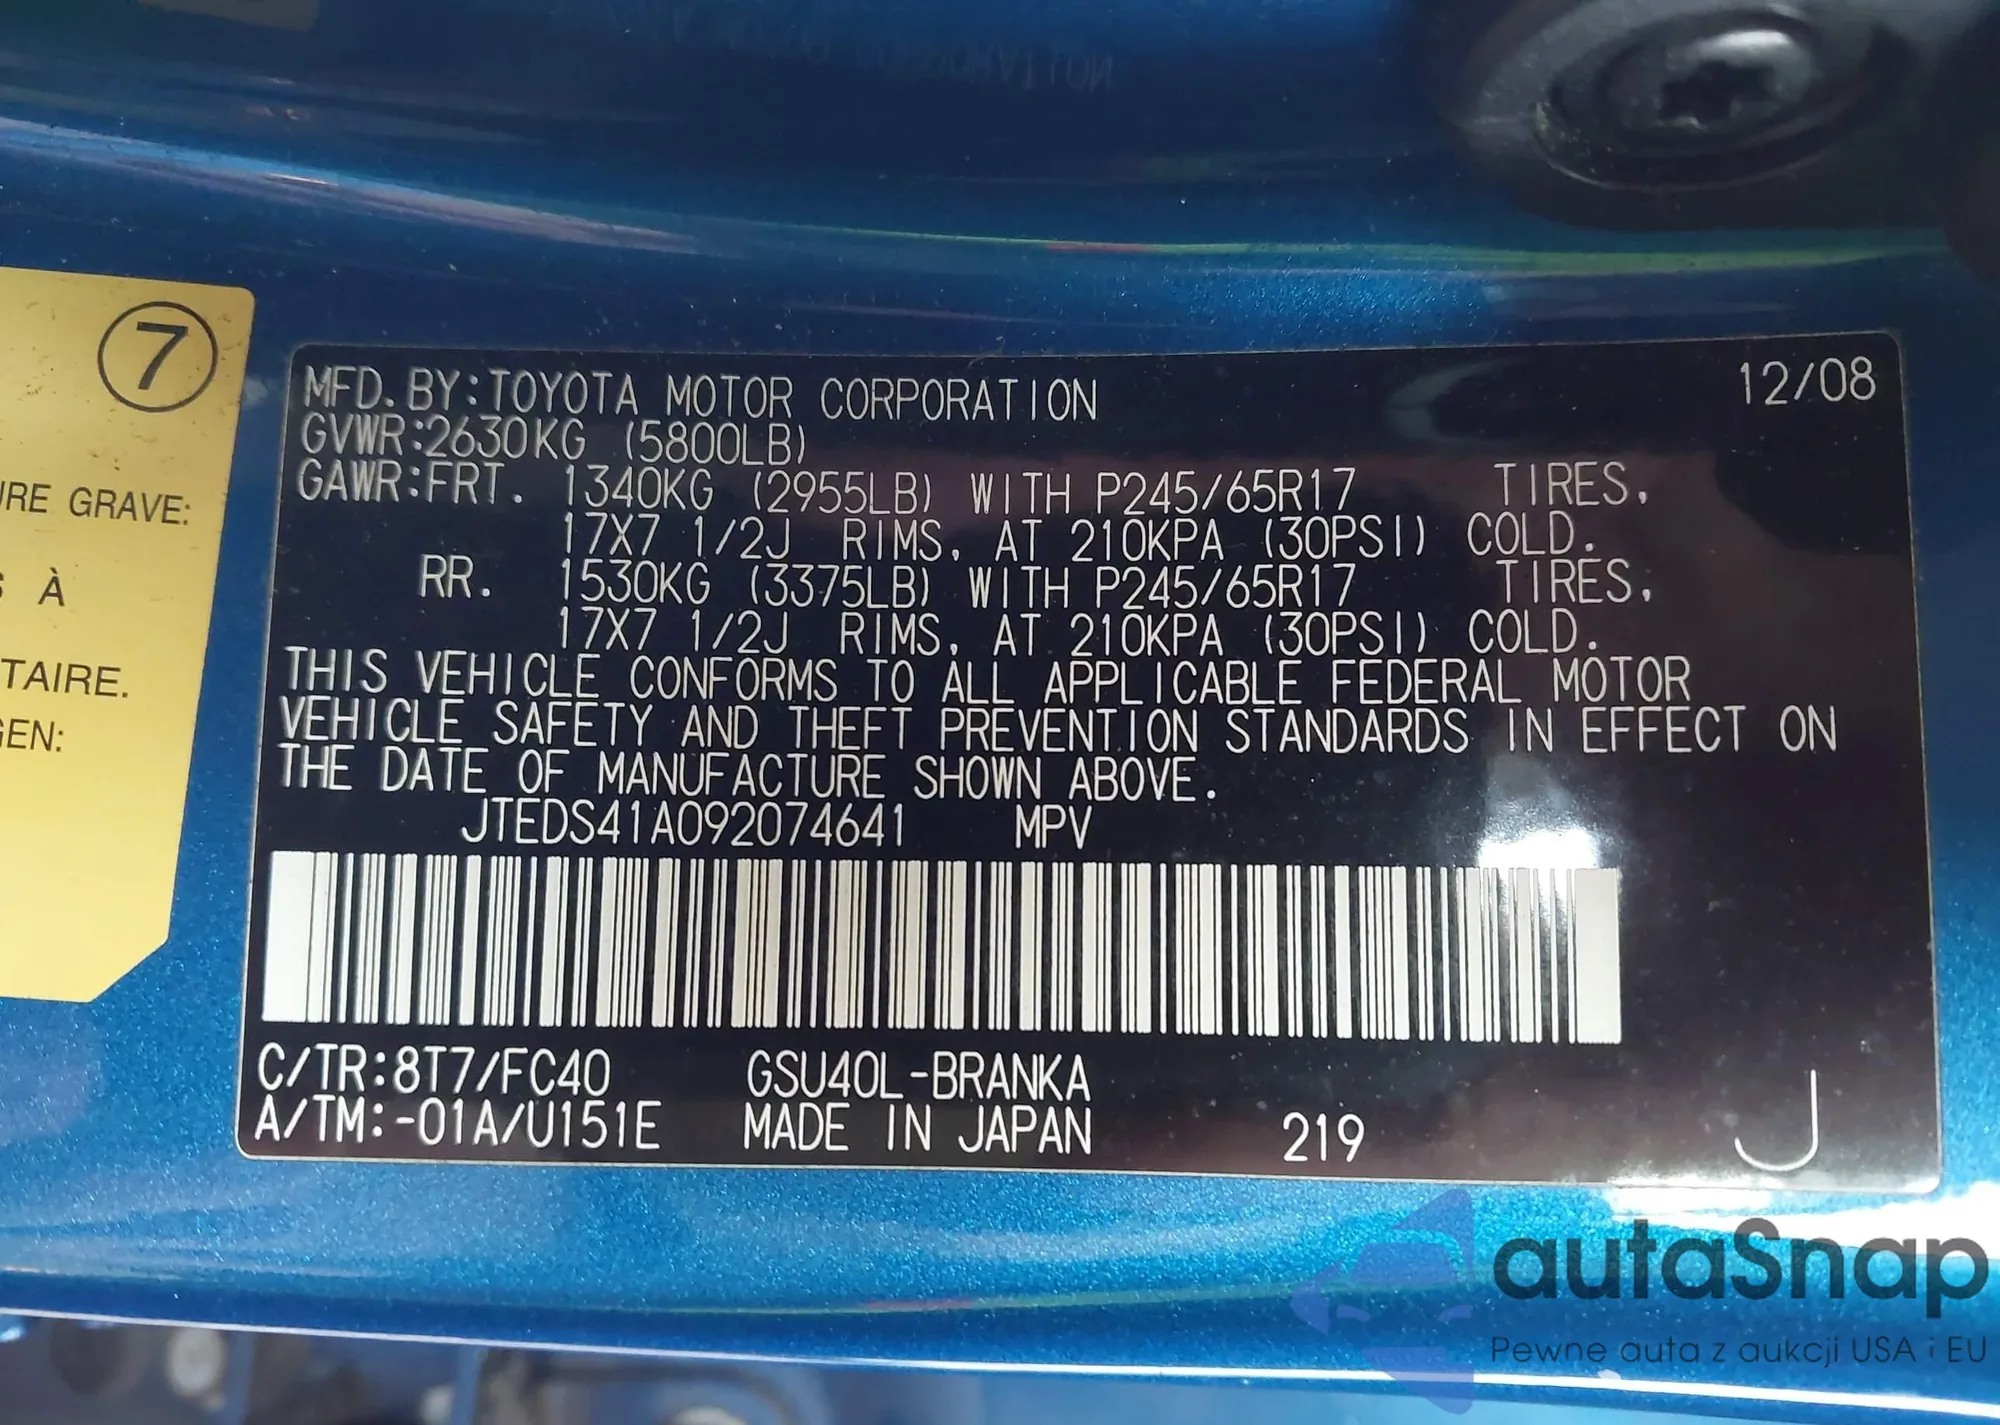 7
URE GRAVE:
À
TAIRE.
EN:
MFD. BY:TOYOTA MOTOR CORPORATION 12/08
GVWR:2630KG (5800LB)
GAWR:FRT. 1340KG (2955LB) WITH P245/65R17 TIRES,
17X7 1/2J RIMS, AT 210KPA (30PSI) COLD.
RR. 1530KG (3375LB) WITH P245/65R17 TIRES,
17X7 1/2J RIMS, AT 210KPA (30PSI) COLD.
THIS VEHICLE CONFORMS TO ALL APPLICABLE FEDERAL MOTOR
VEHICLE SAFETY AND THEFT PREVENTION STANDARDS IN EFFECT ON
THE DATE OF MANUFACTURE SHOWN ABOVE.
JTEDS41A092074641 MPV
C/TR:8T7/FC40 GSU40L-BRANKA
A/TM:-01A/U151E MADE IN JAPAN 219 J
autaSnap
Pewne auta z aukcji USA i EU